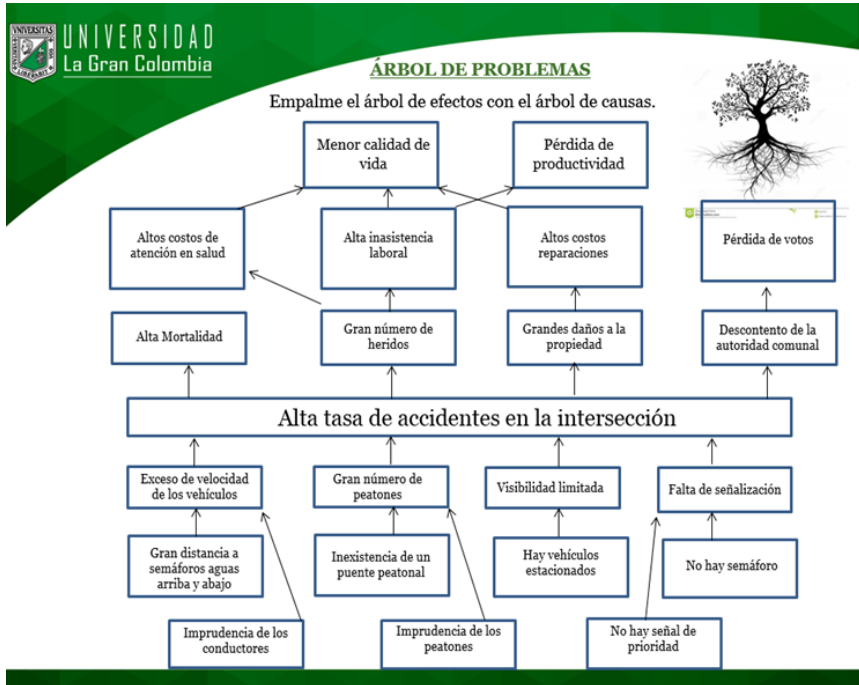 UNIVERSITAS
UNIVERSIDAD
La Gran Colombia
ÁRBOL DE PROBLEMAS
Empalme el árbol de efectos con el árbol de causas.
Menor calidad de
vida
Pérdida de
productividad
Altos costos de
atención en salud
Alta inasistencia
laboral
Altos costos
reparaciones
Pérdida de votos
Alta Mortalidad
Gran número de
heridos
Grandes daños a la
propiedad
Descontento de la
autoridad comunal
Alta tasa de accidentes en la intersección
Exceso de velocidad
de los vehículos
Gran número de
peatones
Visibilidad limitada
Falta de señalización
Gran distancia a
semáforos aguas
arriba y abajo
Inexistencia de un
puente peatonal
Hay vehículos
estacionados
No hay semáforo
Imprudencia de los
conductores
Imprudencia de los
peatones
No hay señal de
prioridad